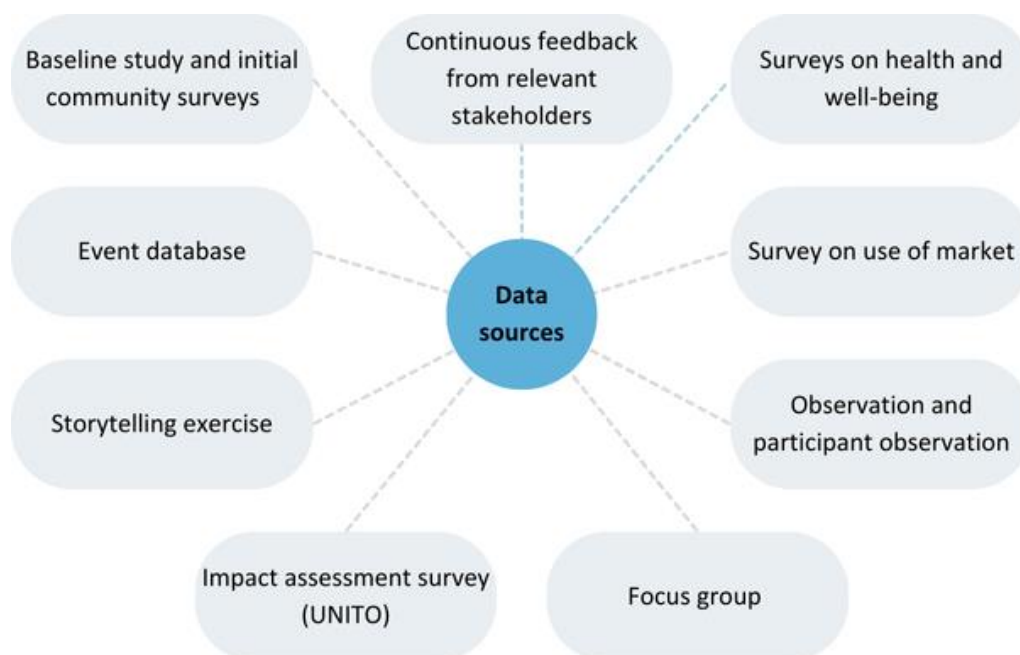 Baseline study and initial
community surveys
Continuous feedback
from relevant
stakeholders
Surveys on health and
well-being
Event database
Survey on use of market
Data
sources
Storytelling exercise
Observation and
participant observation
Impact assessment survey
(UNITO)
Focus group